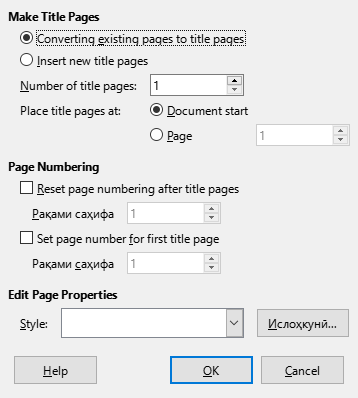 Make Title Pages
Converting existing pages to title pages
Insert new title pages
Number of title pages: 1
Place title pages at: Document start
Page 1
Page Numbering
Reset page numbering after title pages
Рақами саҳифа 1
Set page number for first title page
Рақами саҳифа 1
Edit Page Properties
Style: Ислоҳкунӣ...
Help OK Cancel